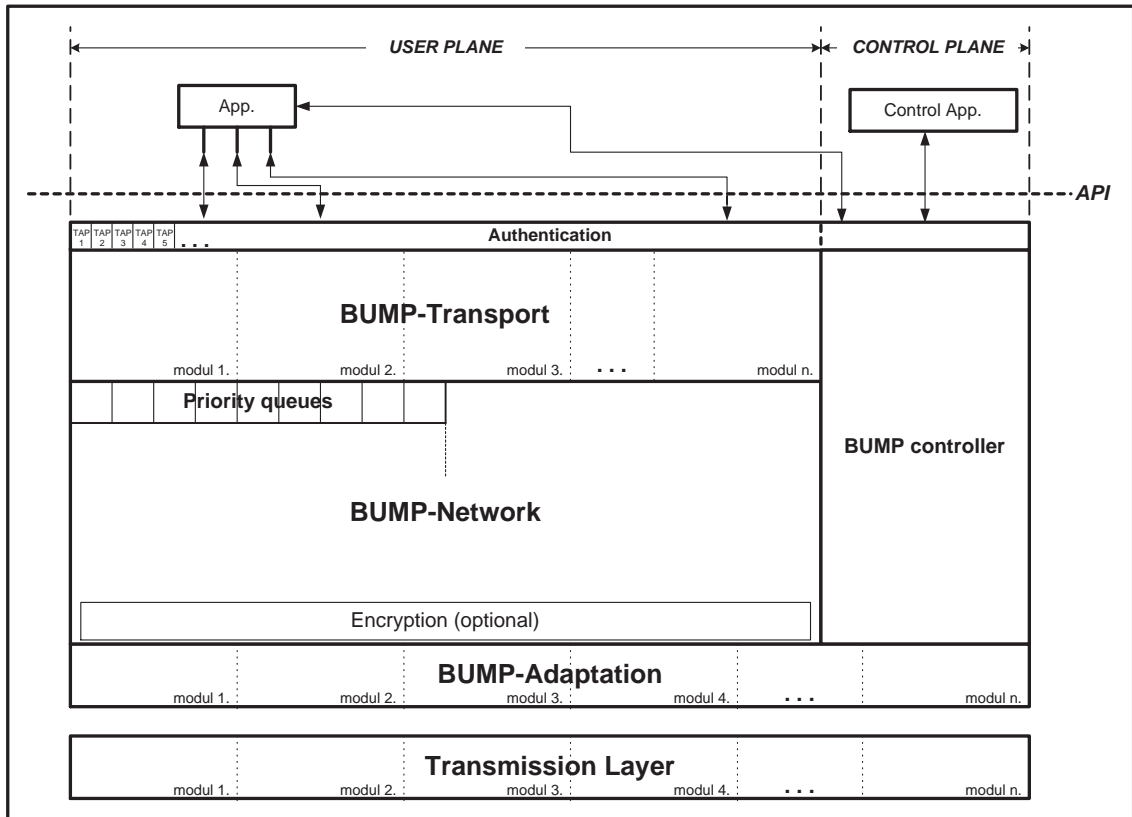 USER PLANE
CONTROL PLANE
App.
Control App.
API
TAP 1
TAP 2
TAP 3
TAP 4
TAP 5
. . .
Authentication
BUMP-Transport
modul 1.
modul 2.
modul 3.
. . .
modul n.
Priority queues
BUMP controller
BUMP-Network
Encryption (optional)
BUMP-Adaptation
modul 1.
modul 2.
modul 3.
modul 4.
. . .
modul n.
Transmission Layer
modul 1.
modul 2.
modul 3.
modul 4.
. . .
modul n.